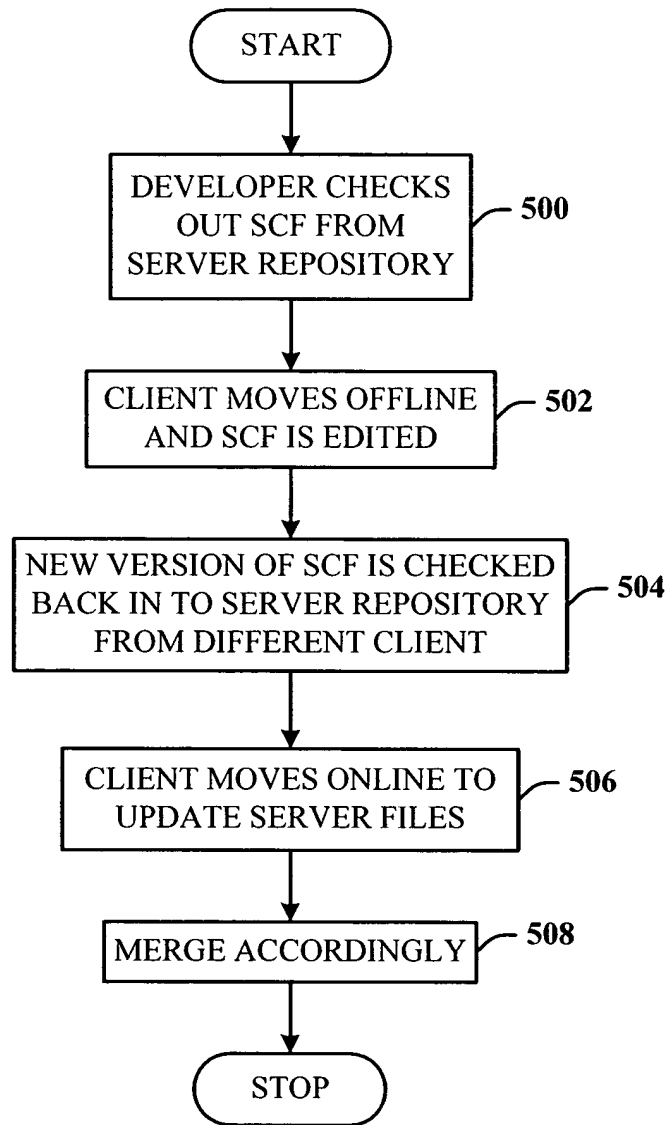 START
DEVELOPER CHECKS
OUT SCF FROM
SERVER REPOSITORY
500
CLIENT MOVES OFFLINE
AND SCF IS EDITED
502
NEW VERSION OF SCF IS CHECKED
BACK IN TO SERVER REPOSITORY
FROM DIFFERENT CLIENT
504
CLIENT MOVES ONLINE TO
UPDATE SERVER FILES
506
MERGE ACCORDINGLY
508
STOP